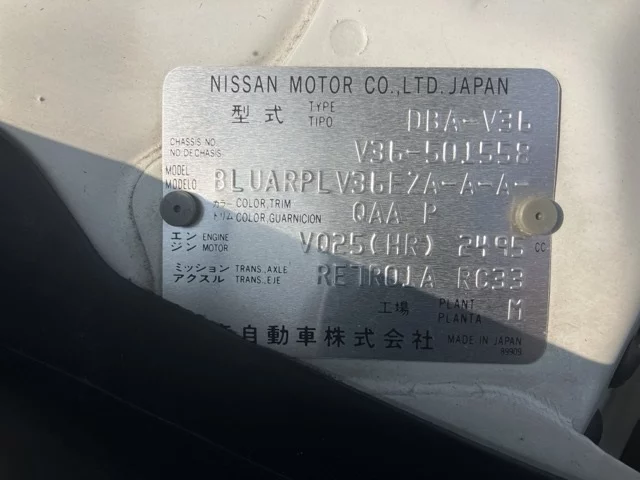 NISSAN MOTOR CO.,LTD. JAPAN
型式 TYPE TIPO DBA-V36
CHASSIS NO. NO.DE CHASIS V36-501558
MODEL MODELO BLUARPLV36EZA-A-A-
カラー COLOR,TRIM トリム COLOR,GUARNICION QAA P
エンジン ENGINE MOTOR VQ25(HR) 2495 CC
ミッション TRANS.,AXLE アクスル TRANS.,EJE RE7R01A RC33
工場 PLANT PLANTA M
自動車株式会社 MADE IN JAPAN
99909